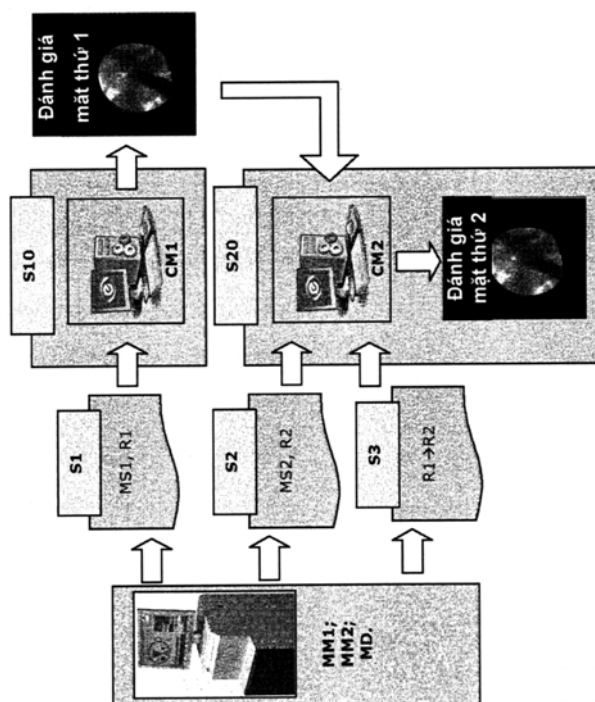 MM1;
MM2;
MD.
S1
MS1, R1
S2
MS2, R2
S3
R1→R2
S10
CM1
Đánh giá
mặt thứ 1
S20
CM2
Đánh giá
mặt thứ 2